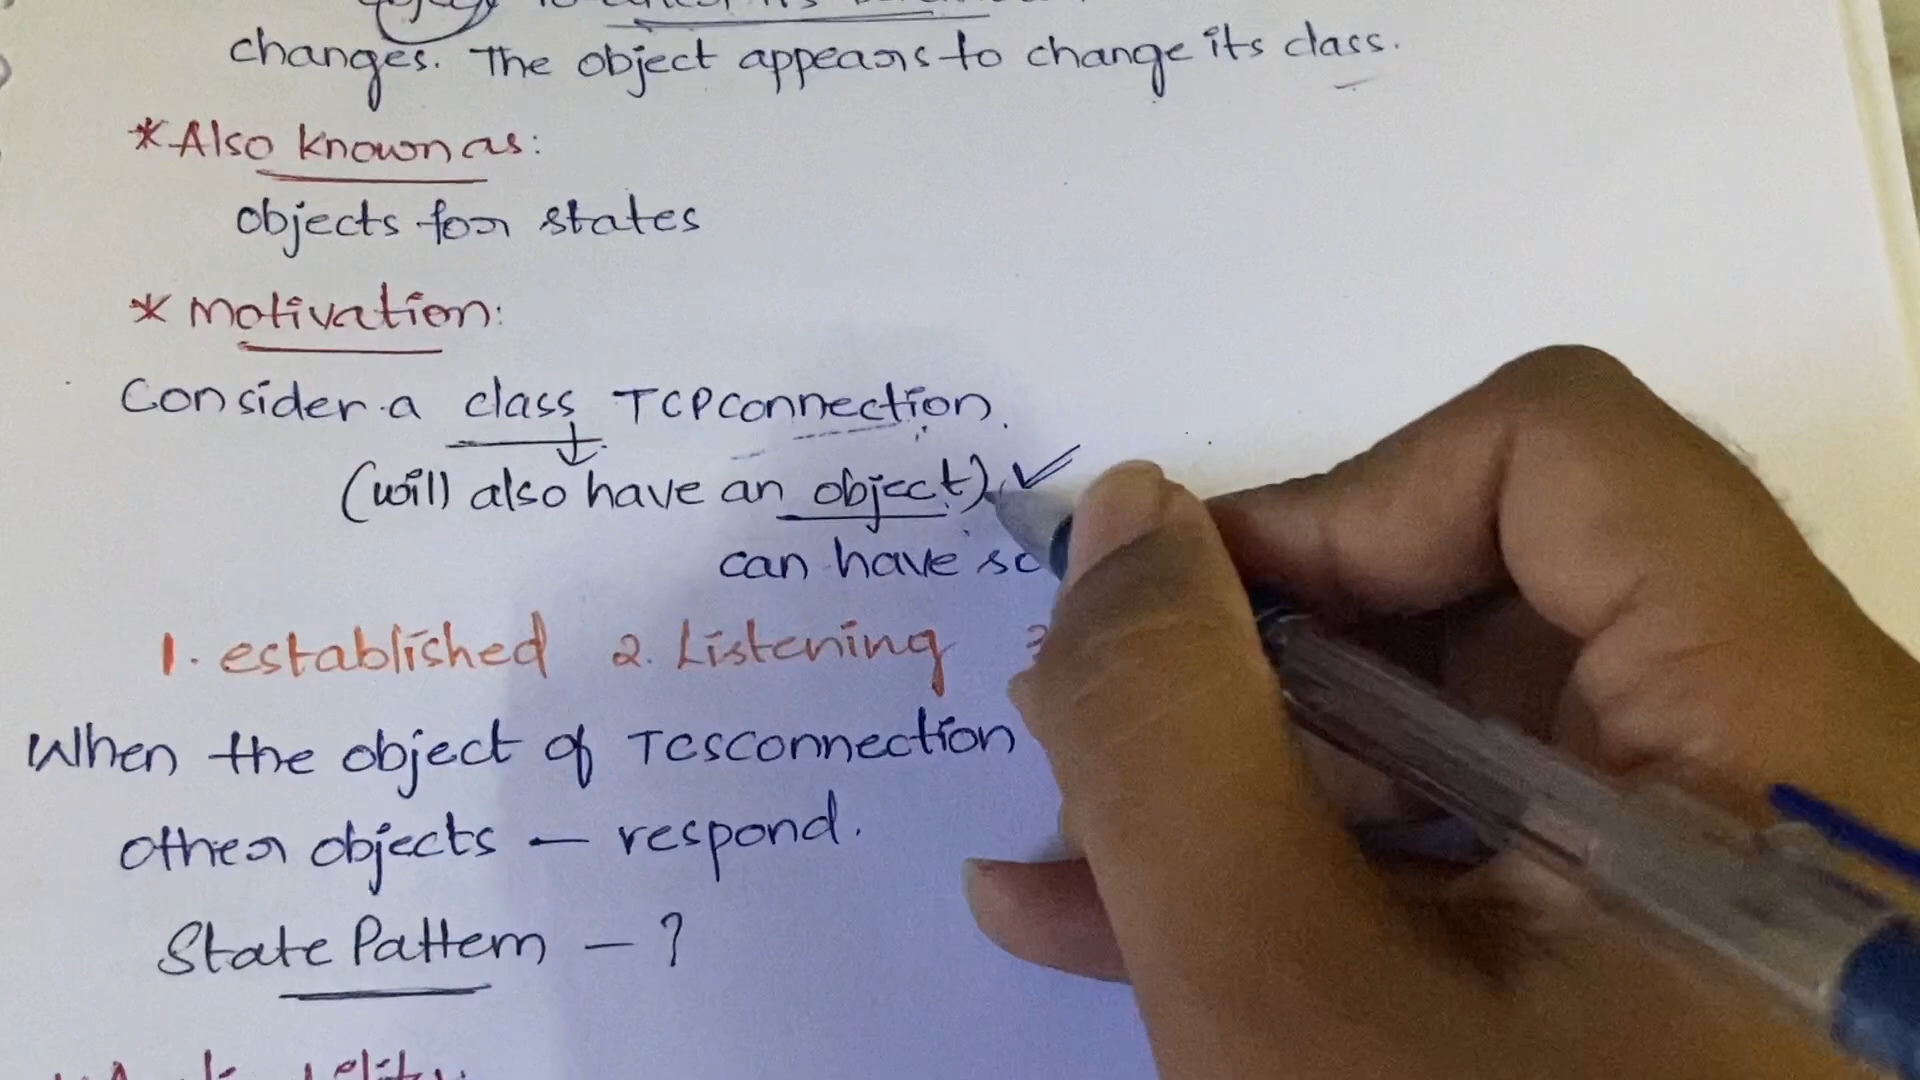 changes. The object appears to change its class.
* Also known as:
objects for states
* Motivation:
Consider a class TCPconnection.
(will also have an object)
can have
1. established 2. Listening
When the object of TCSconnection
other objects — respond.
State Pattern — ?